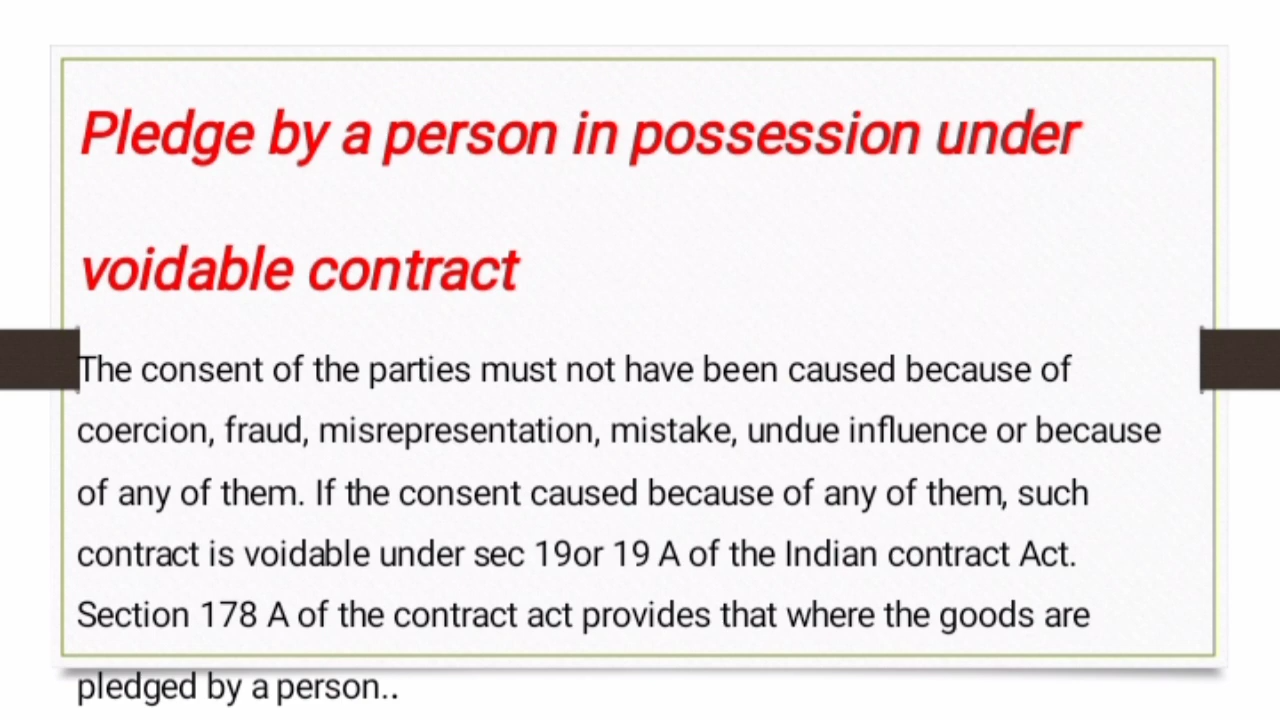 Pledge by a person in possession under
voidable contract
The consent of the parties must not have been caused because of
coercion, fraud, misrepresentation, mistake, undue influence or because
of any of them. If the consent caused because of any of them, such
contract is voidable under sec 19or 19 A of the Indian contract Act.
Section 178 A of the contract act provides that where the goods are
pledged by a person..